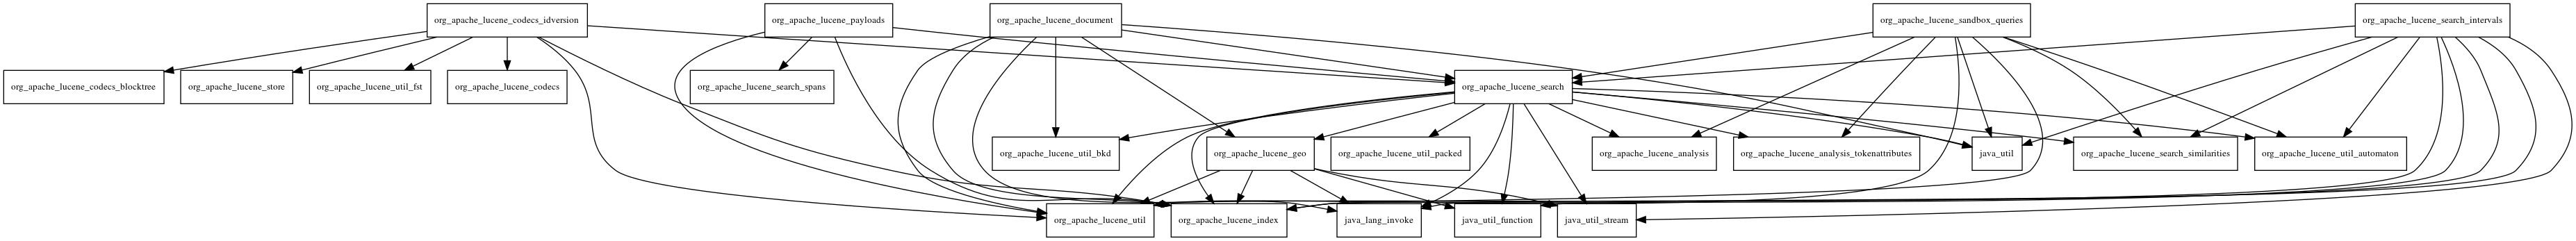 org_apache_lucene_codecs_idversion
org_apache_lucene_payloads
org_apache_lucene_document
org_apache_lucene_sandbox_queries
org_apache_lucene_search_intervals
org_apache_lucene_codecs_blocktree
org_apache_lucene_store
org_apache_lucene_util_fst
org_apache_lucene_codecs
org_apache_lucene_search_spans
org_apache_lucene_search
org_apache_lucene_util_bkd
org_apache_lucene_geo
org_apache_lucene_util_packed
org_apache_lucene_analysis
org_apache_lucene_analysis_tokenattributes
java_util
org_apache_lucene_search_similarities
org_apache_lucene_util_automaton
org_apache_lucene_util
org_apache_lucene_index
java_lang_invoke
java_util_function
java_util_stream